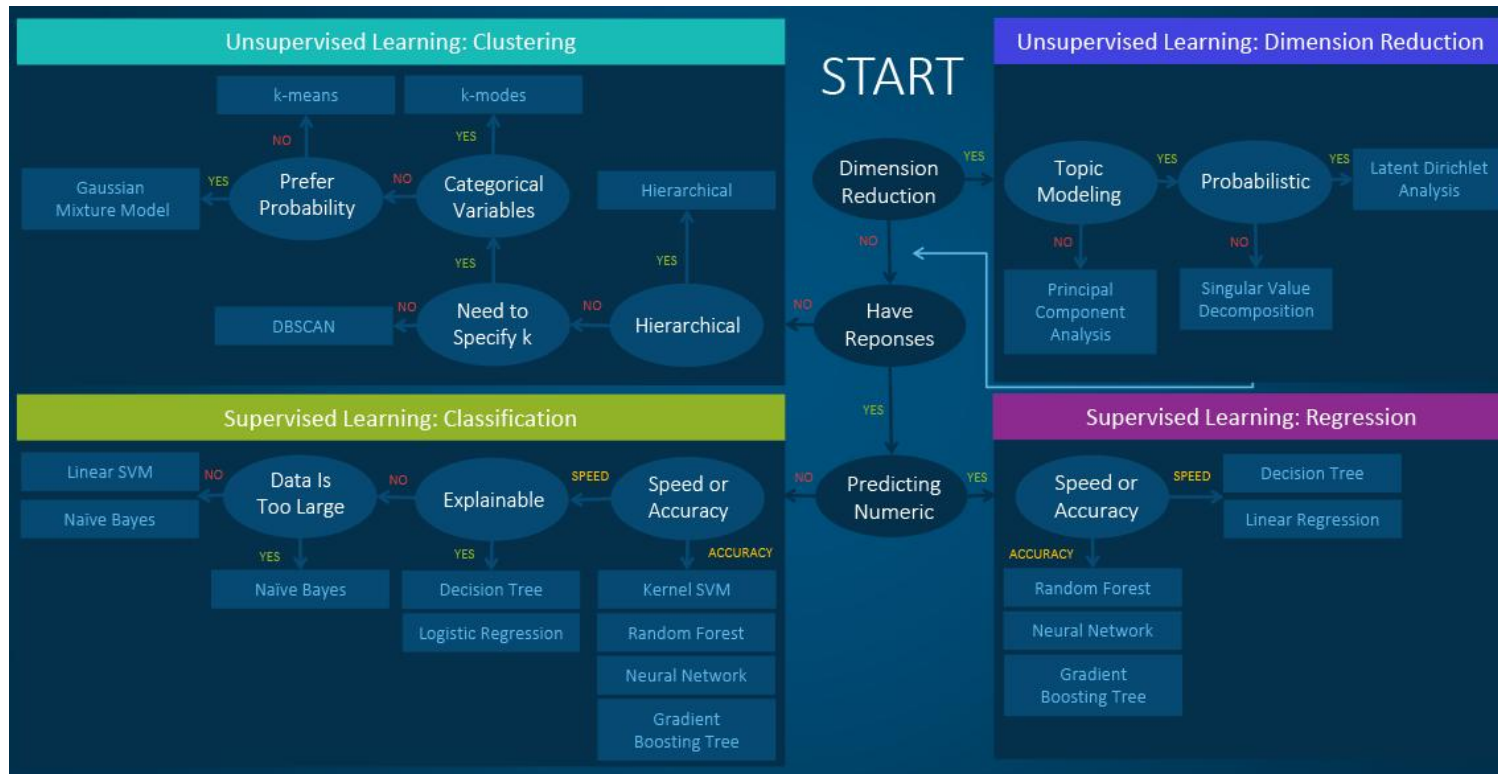 Unsupervised Learning: Clustering
k-means
k-modes
NO
YES
Gaussian
Mixture Model
YES
Prefer
Probability
NO
Categorical
Variables
Hierarchical
YES
YES
DBSCAN
NO
Need to
Specify k
NO
Hierarchical
START
Dimension
Reduction
YES
NO
NO
Have
Reponses
YES
NO
Predicting
Numeric
YES
Unsupervised Learning: Dimension Reduction
Topic
Modeling
YES
Probabilistic
YES
Latent Dirichlet
Analysis
NO
NO
Principal
Component
Analysis
Singular Value
Decomposition
Supervised Learning: Classification
Linear SVM
Naïve Bayes
NO
Data Is
Too Large
NO
Explainable
SPEED
Speed or
Accuracy
YES
YES
ACCURACY
Naïve Bayes
Decision Tree
Logistic Regression
Kernel SVM
Random Forest
Neural Network
Gradient
Boosting Tree
Supervised Learning: Regression
Speed or
Accuracy
SPEED
Decision Tree
Linear Regression
ACCURACY
Random Forest
Neural Network
Gradient
Boosting Tree